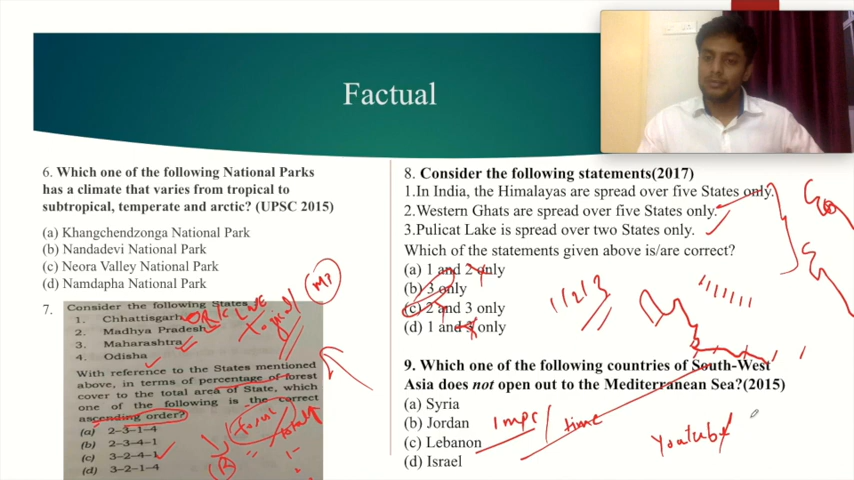 Factual
6. Which one of the following National Parks
has a climate that varies from tropical to
subtropical, temperate and arctic? (UPSC 2015)
(a) Khangchendzonga National Park
(b) Nandadevi National Park
(c) Neora Valley National Park
(d) Namdapha National Park
7.
Consider the following States
1. Chhattisgarh
2. Madhya Pradesh
3. Maharashtra
4. Odisha
With reference to the States mentioned
above, in terms of percentage of forest
cover to the total area of State, which
one of the following is the correct
ascending order?
(a) 2-3-1-4
(b) 2-3-4-1
(c) 3-2-4-1
(d) 3-2-1-4
forest
total
8. Consider the following statements(2017)
1.In India, the Himalayas are spread over five States only.
2.Western Ghats are spread over five States only.
3.Pulicat Lake is spread over two States only.
Which of the statements given above is/are correct?
(a) 1 and 2 only
(b) 3 only
(c) 2 and 3 only
(d) 1 and 3 only
1/2/3
9. Which one of the following countries of South-West
Asia does not open out to the Mediterranean Sea?(2015)
(a) Syria
(b) Jordan
(c) Lebanon
(d) Israel
time
Youtube